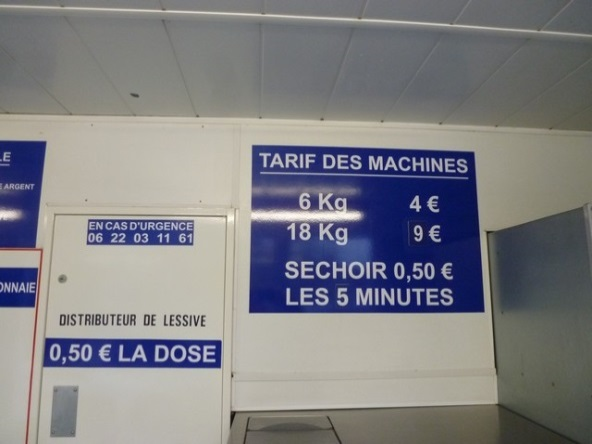 LE
ARGENT
ONNAIE
EN CAS D'URGENCE
06 22 03 11 61
DISTRIBUTEUR DE LESSIVE
0,50 € LA DOSE
TARIF DES MACHINES
6 Kg 4 €
18 Kg 9 €
SECHOIR 0,50 €
LES 5 MINUTES